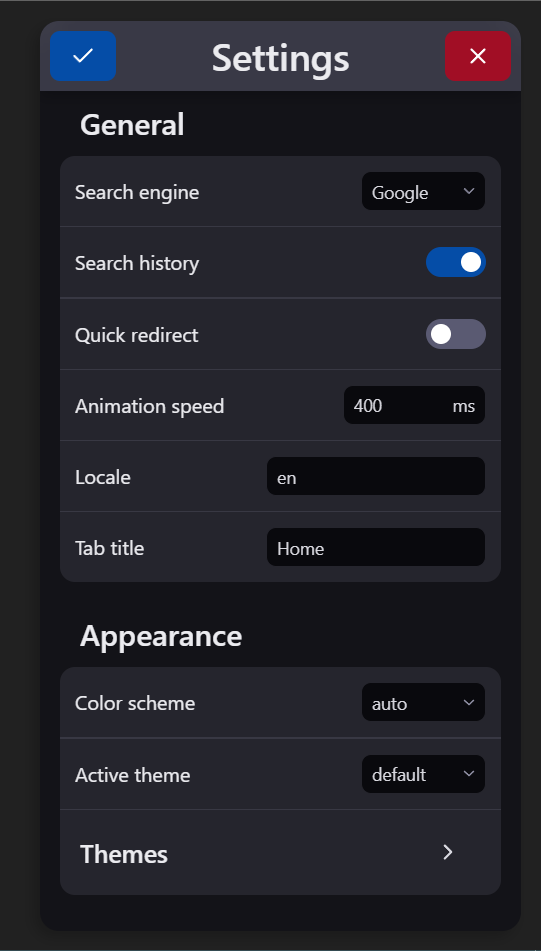 Settings
General
Search engine Google
Search history
Quick redirect
Animation speed 400 ms
Locale en
Tab title Home
Appearance
Color scheme auto
Active theme default
Themes